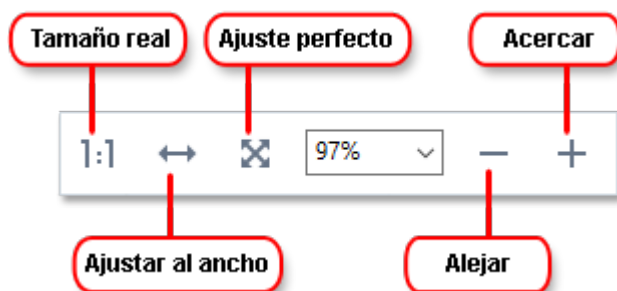 Tamaño real
Ajuste perfecto
Acercar
1:1
97%
Ajustar al ancho
Alejar